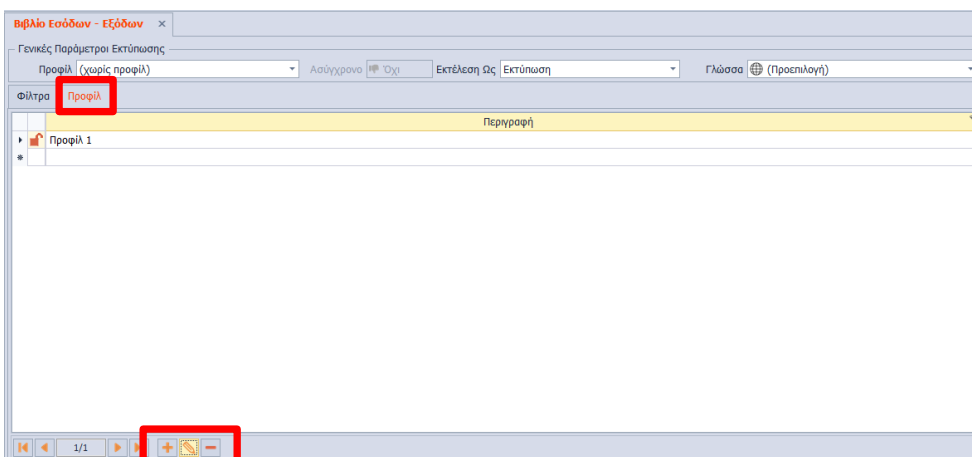 Βιβλίο Εσόδων - Εξόδων ×
Γενικές Παράμετροι Εκτύπωσης
Προφίλ (χωρίς προφίλ) Ασύγχρονο Όχι Εκτέλεση Ως Εκτύπωση Γλώσσα (Προεπιλογή)
Φίλτρα Προφίλ
Περιγραφή
Προφίλ 1
1/1